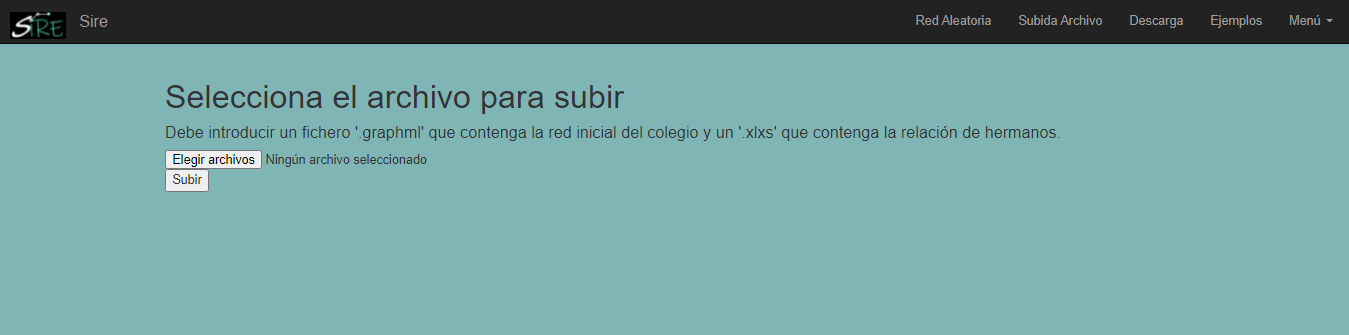 SiRE
Sire
Red Aleatoria
Subida Archivo
Descarga
Ejemplos
Menú
Selecciona el archivo para subir
Debe introducir un fichero '.graphml' que contenga la red inicial del colegio y un '.xlxs' que contenga la relación de hermanos.
Elegir archivos Ningún archivo seleccionado
Subir